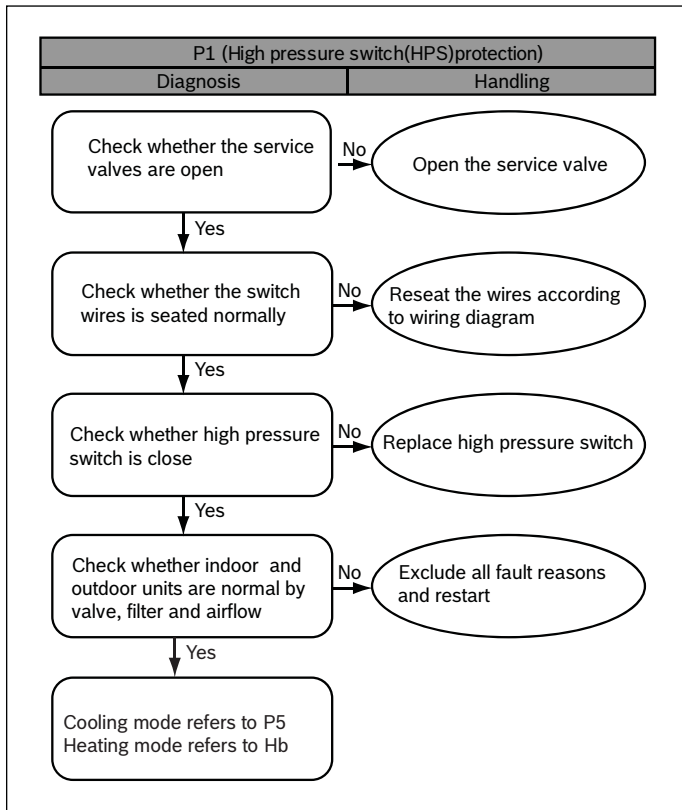 P1 (High pressure switch(HPS)protection)
Diagnosis
Handling
Check whether the service
valves are open
No
Open the service valve
Yes
Check whether the switch
wires is seated normally
No
Reseat the wires according
to wiring diagram
Yes
Check whether high pressure
switch is close
No
Replace high pressure switch
Yes
Check whether indoor and
outdoor units are normal by
valve, filter and airflow
No
Exclude all fault reasons
and restart
Yes
Cooling mode refers to P5
Heating mode refers to Hb